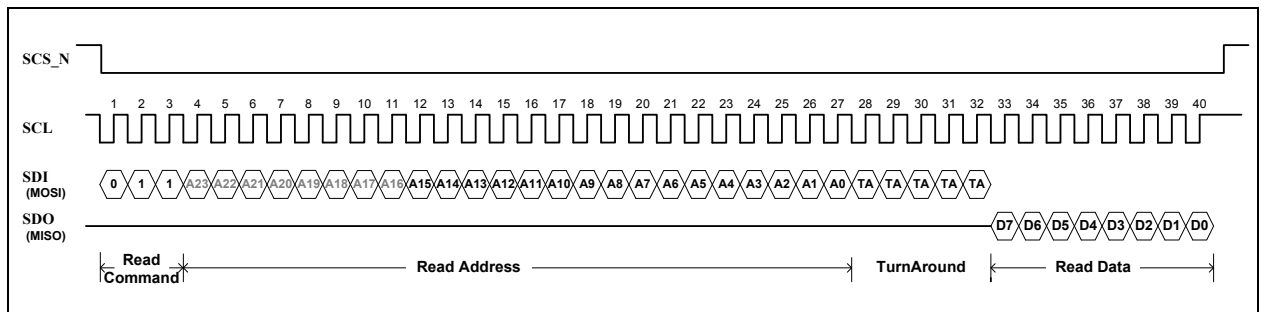 SCS_N
1 2 3 4 5 6 7 8 9 10 11 12 13 14 15 16 17 18 19 20 21 22 23 24 25 26 27 28 29 30 31 32 33 34 35 36 37 38 39 40
SCL
SDI
(MOSI)
0 1 1 A23 A22 A21 A20 A19 A18 A17 A16 A15 A14 A13 A12 A11 A10 A9 A8 A7 A6 A5 A4 A3 A2 A1 A0 TA TA TA TA TA
SDO
(MISO)
D7 D6 D5 D4 D3 D2 D1 D0
Read
Command
Read Address
TurnAround
Read Data